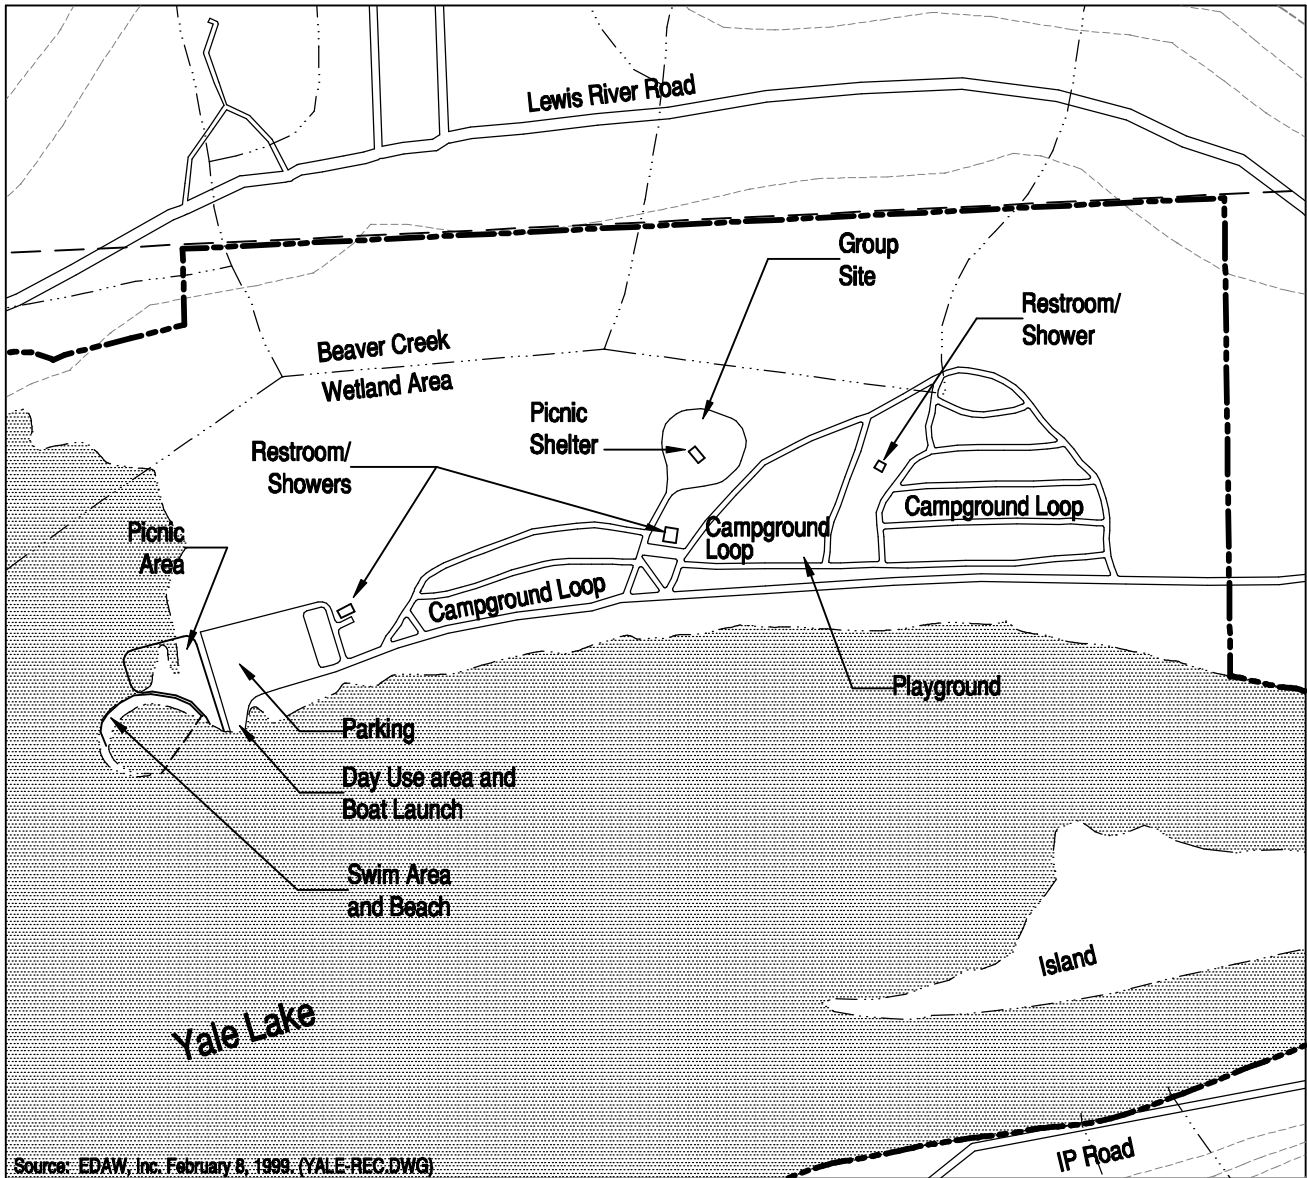 Lewis River Road
Group
Site
Restroom/
Shower
Beaver Creek
Wetland Area
Picnic
Shelter
Restroom/
Showers
Campground Loop
Campground
Loop
Picnic
Area
Campground Loop
Playground
Parking
Day Use area and
Boat Launch
Swim Area
and Beach
Island
Yale Lake
IP Road
Source: EDAW, Inc. February 8, 1999. (YALE-REC.DWG)